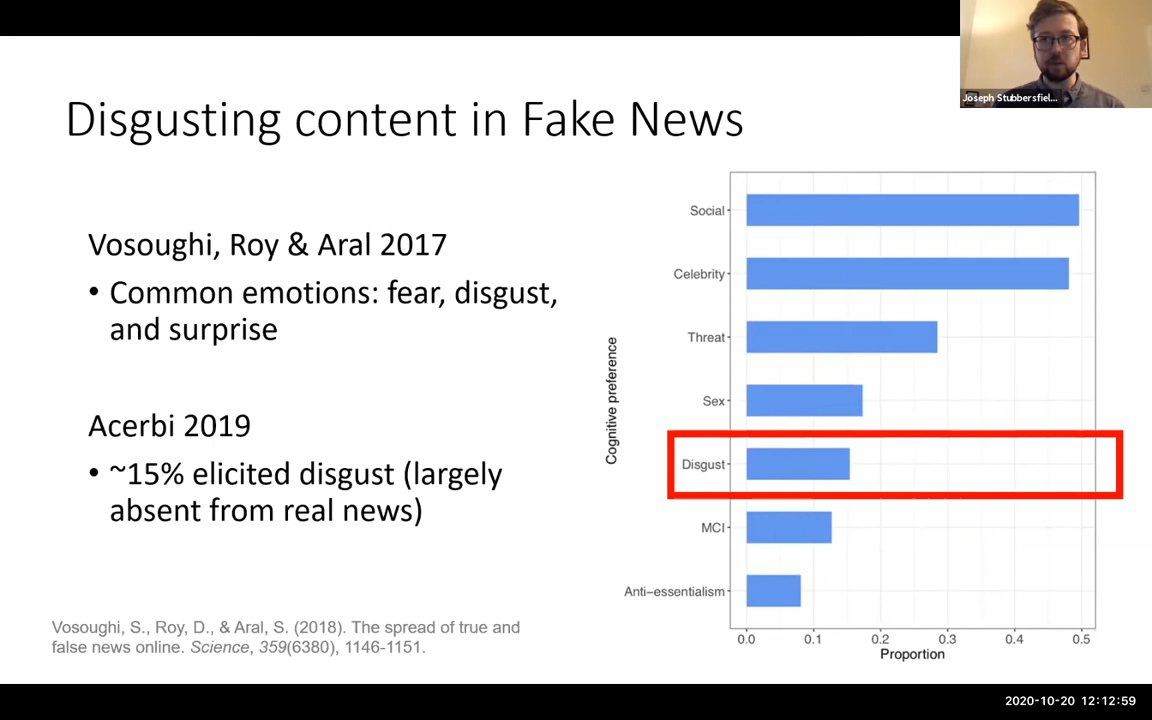 Joseph Stubbersfiel...
Disgusting content in Fake News
Vosoughi, Roy & Aral 2017
• Common emotions: fear, disgust,
and surprise
Acerbi 2019
• ~15% elicited disgust (largely
absent from real news)
Vosoughi, S., Roy, D., & Aral, S. (2018). The spread of true and
false news online. Science, 359(6380), 1146-1151.
Cognitive preference
Social
Celebrity
Threat
Sex
Disgust
MCI
Anti−essentialism
0.0 0.1 0.2 0.3 0.4 0.5
Proportion
2020-10-20 12:12:59